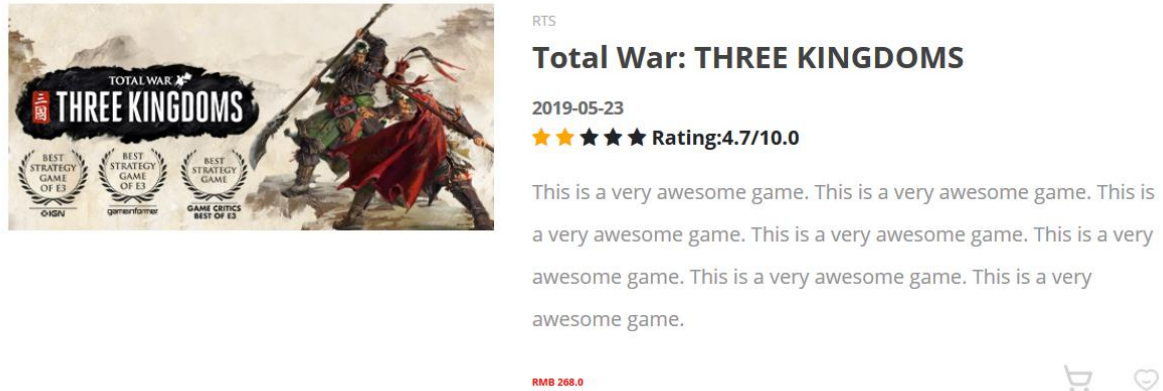 TOTAL WAR
三國 THREE KINGDOMS
BEST
STRATEGY
GAME
OF E3
IGN
BEST
STRATEGY
GAME
OF E3
gameinformer
BEST
STRATEGY
GAME
GAME CRITICS
BEST OF E3
RTS
Total War: THREE KINGDOMS
2019-05-23
Rating:4.7/10.0
This is a very awesome game. This is a very awesome game. This is
a very awesome game. This is a very awesome game. This is a very
awesome game. This is a very awesome game. This is a very
awesome game.
RMB 268.0